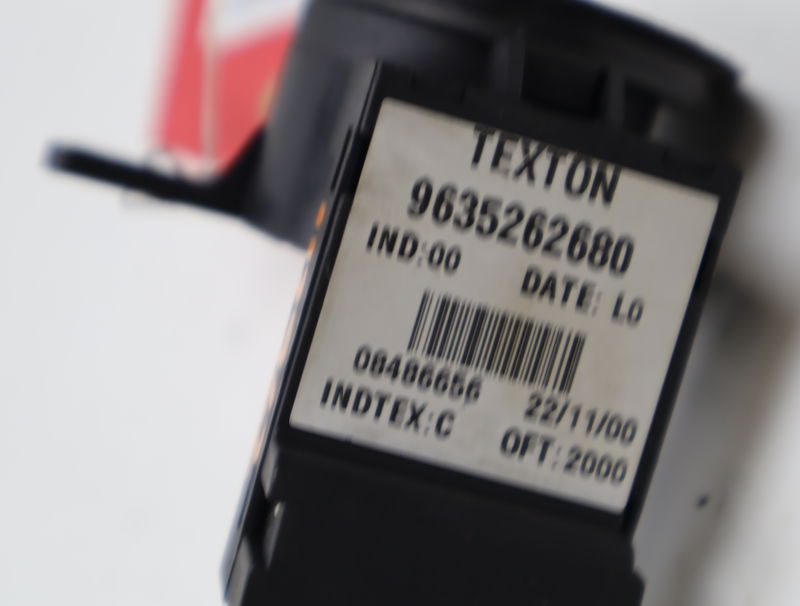 TEXTON
9635262680
IND:00 DATE: L0
08486656 22/11/00
INDTEX:C OFT:2000